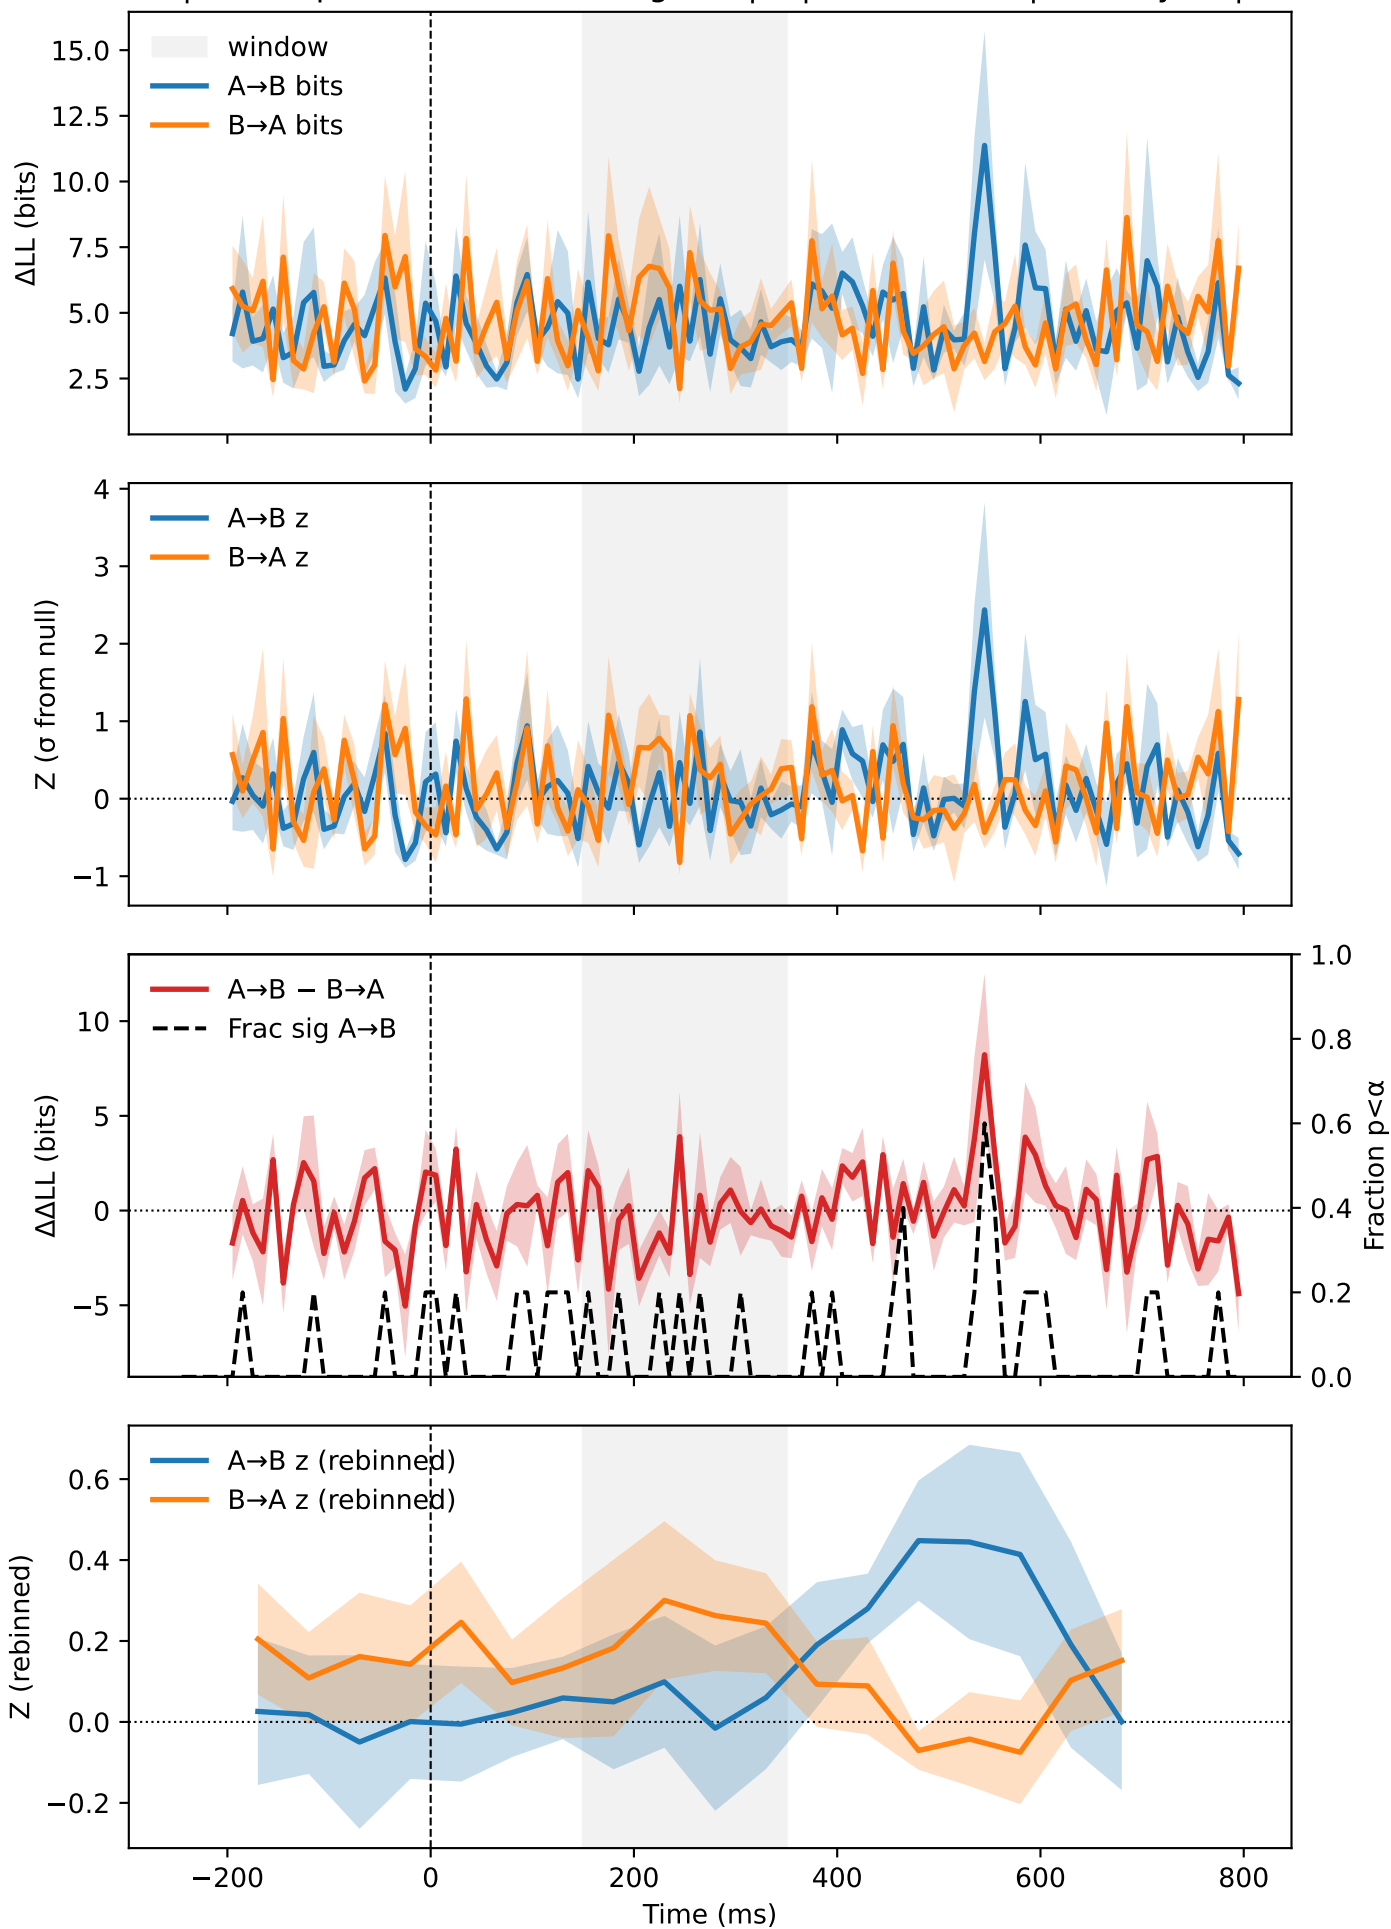 15.0
12.5
10.0
7.5
5.0
2.5
ΔLL (bits)
window
A→B bits
B→A bits
4
3
2
1
0
−1
Z (σ from null)
A→B z
B→A z
10
5
0
−5
ΔΔLL (bits)
A→B − B→A
Frac sig A→B
1.0
0.8
0.6
0.4
0.2
0.0
Fraction p<α
0.6
0.4
0.2
0.0
−0.2
Z (rebinned)
A→B z (rebinned)
B→A z (rebinned)
−200 0 200 400 600 800
Time (ms)